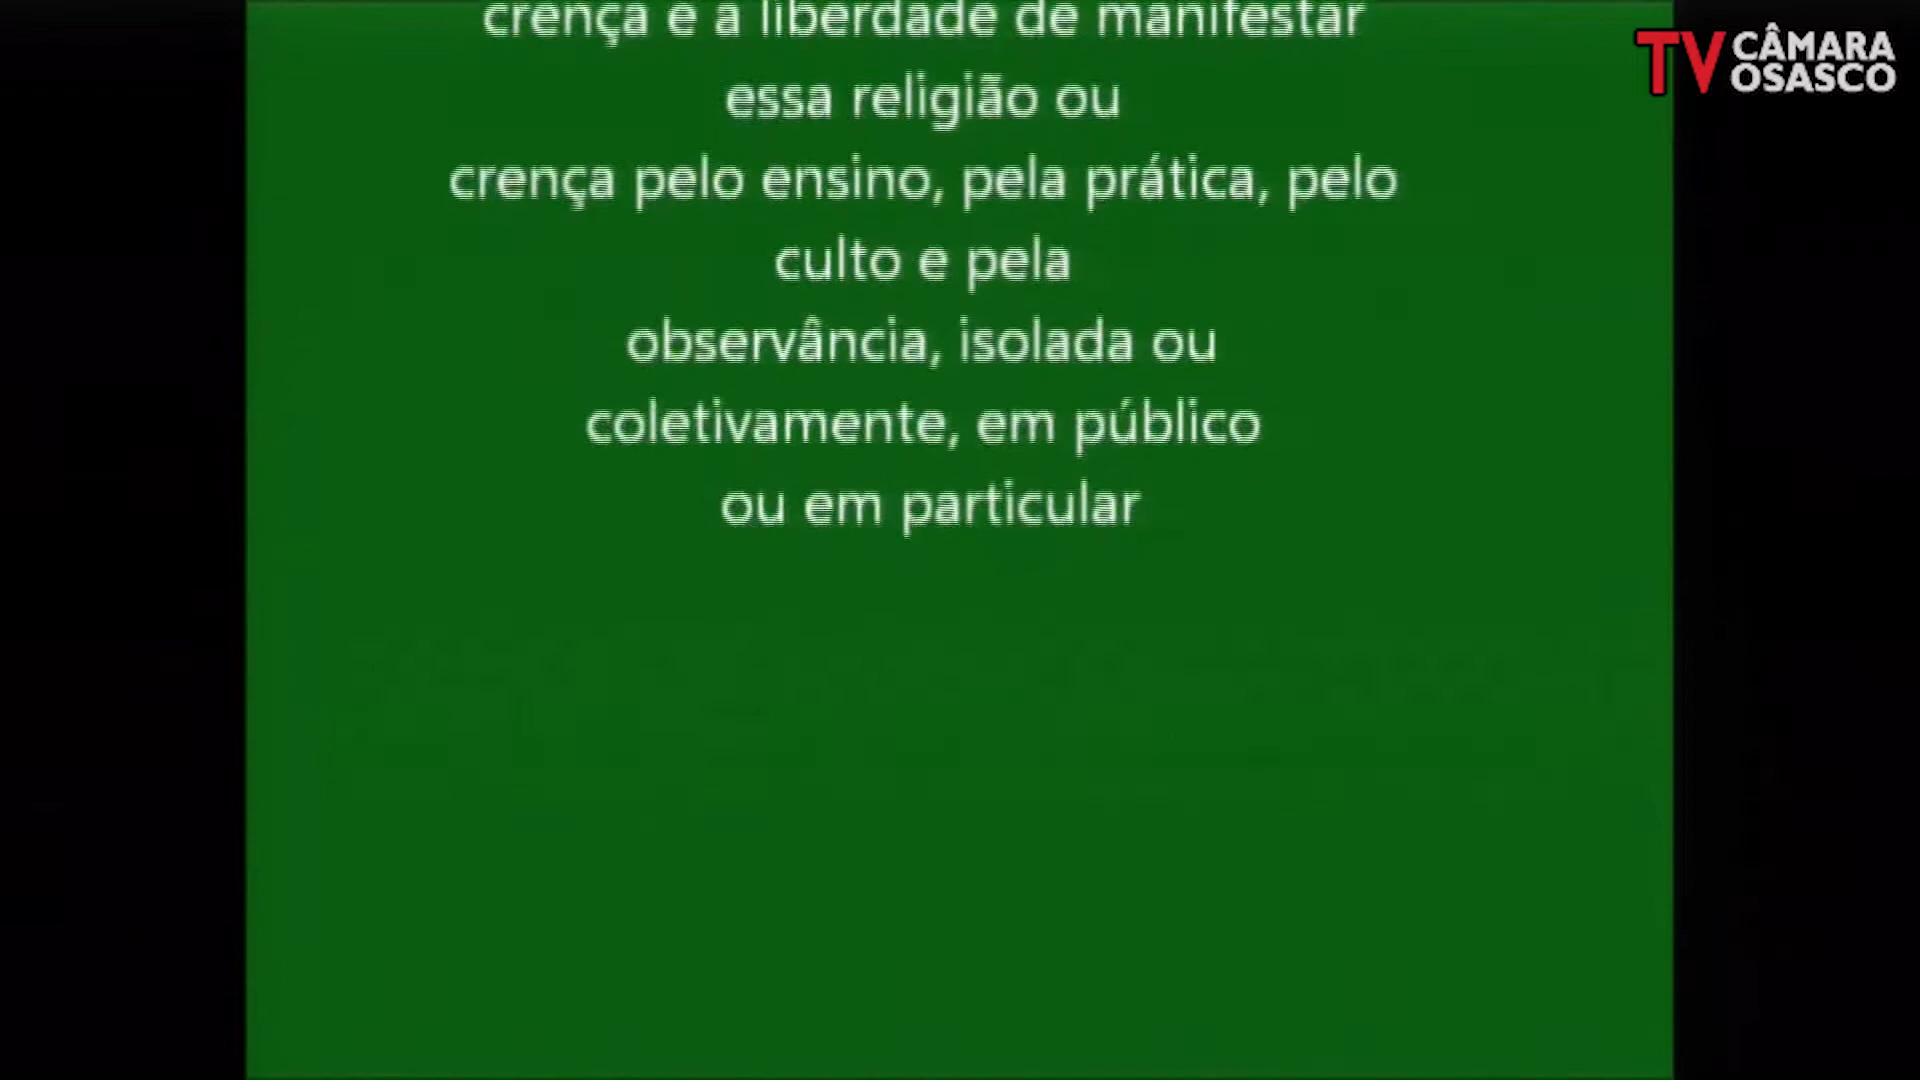 crença e a liberdade de manifestar
essa religião ou
crença pelo ensino, pela prática, pelo
culto e pela
observância, isolada ou
coletivamente, em público
ou em particular
TV CÂMARA
OSASCO